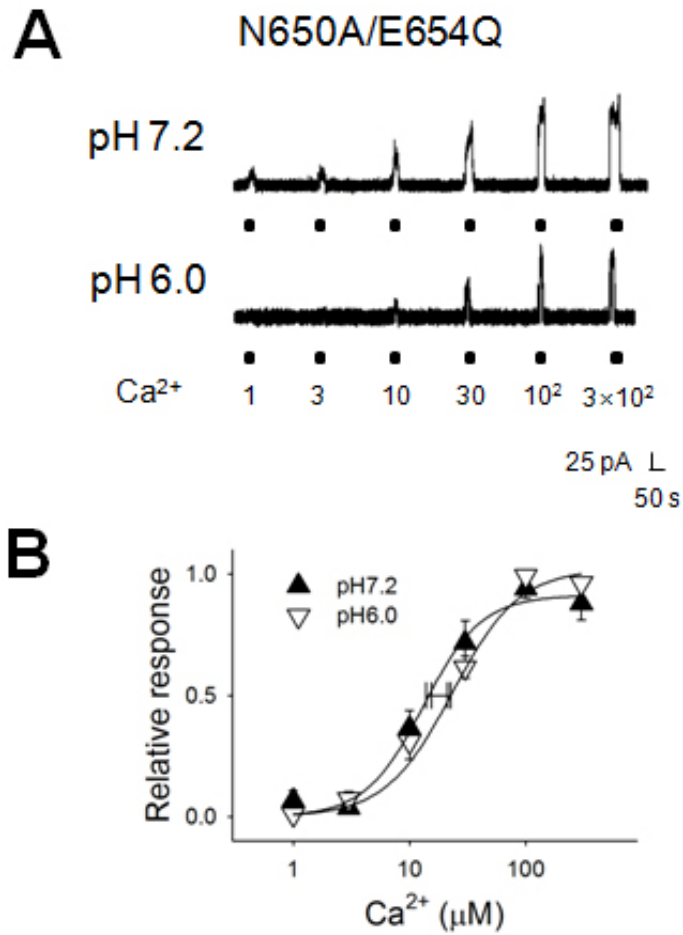 A
N650A/E654Q
pH 7.2
pH 6.0
Ca²⁺ 1 3 10 30 10² 3×10²
25 pA
50 s
B
pH7.2
pH6.0
Relative response
1.0
0.5
0.0
1 10 100
Ca²⁺ (μM)